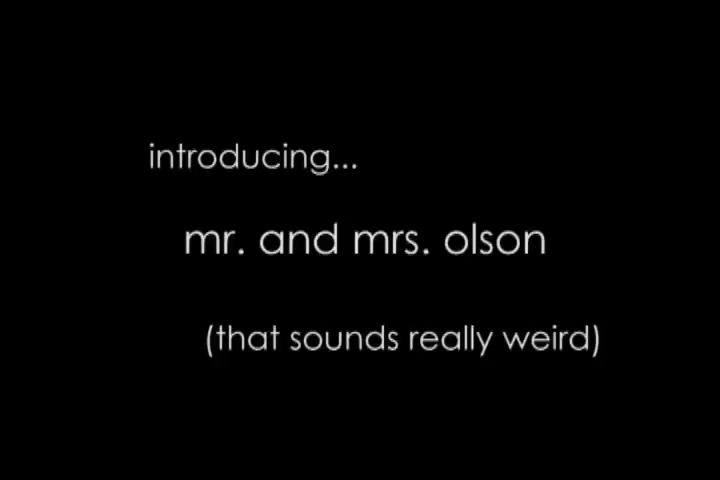 introducing...
mr. and mrs. olson
(that sounds really weird)